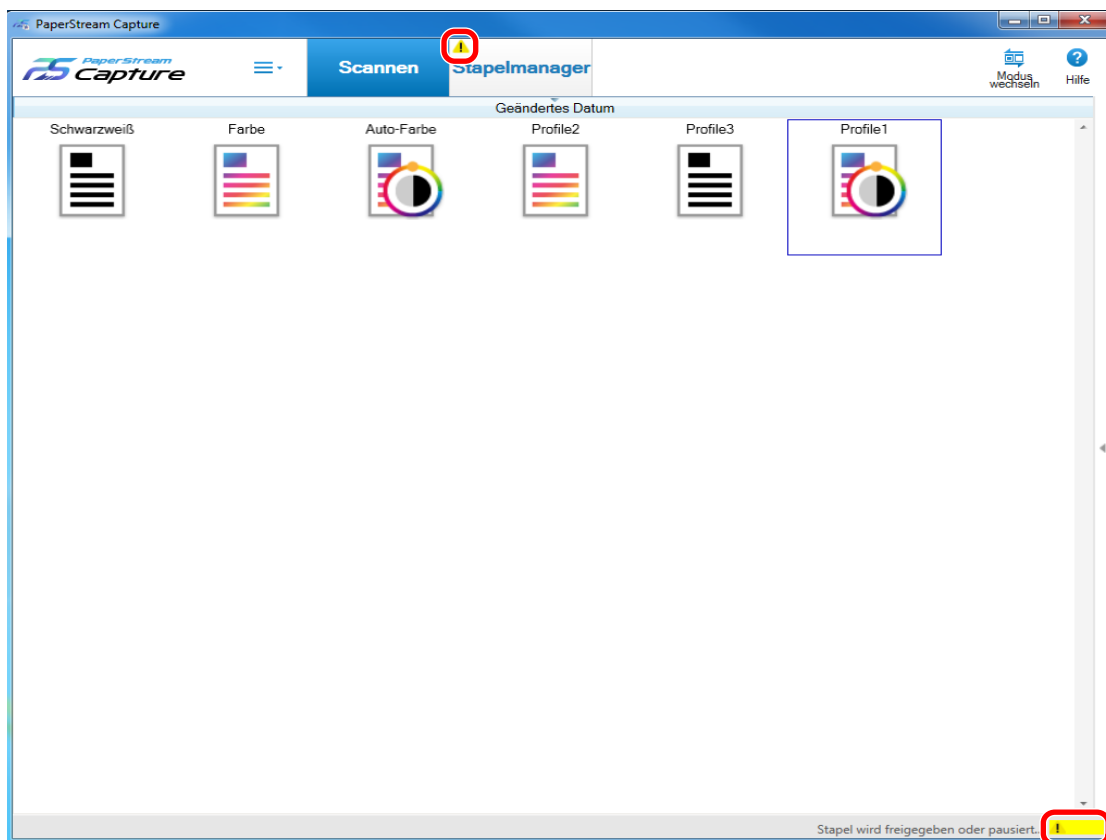 PaperStream Capture
PaperStream
Capture
Scannen
Stapelmanager
Modus
wechseln
Hilfe
Geändertes Datum
Schwarzweiß
Farbe
Auto-Farbe
Profile2
Profile3
Profile1
Stapel wird freigegeben oder pausiert.